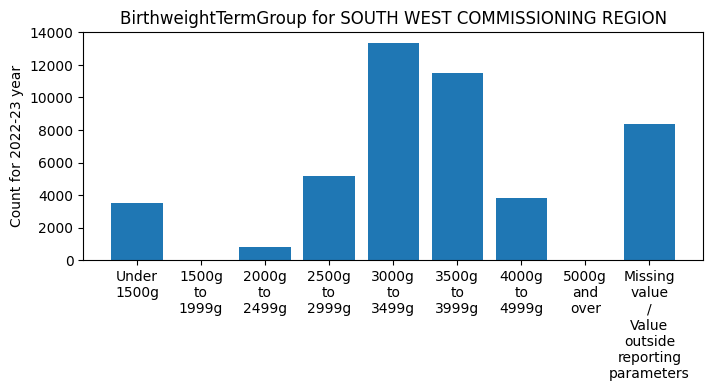 BirthweightTermGroup for SOUTH WEST COMMISSIONING REGION
Count for 2022-23 year
14000
12000
10000
8000
6000
4000
2000
0
Under
1500g
1500g
to
1999g
2000g
to
2499g
2500g
to
2999g
3000g
to
3499g
3500g
to
3999g
4000g
to
4999g
5000g
and
over
Missing
value
/
Value
outside
reporting
parameters